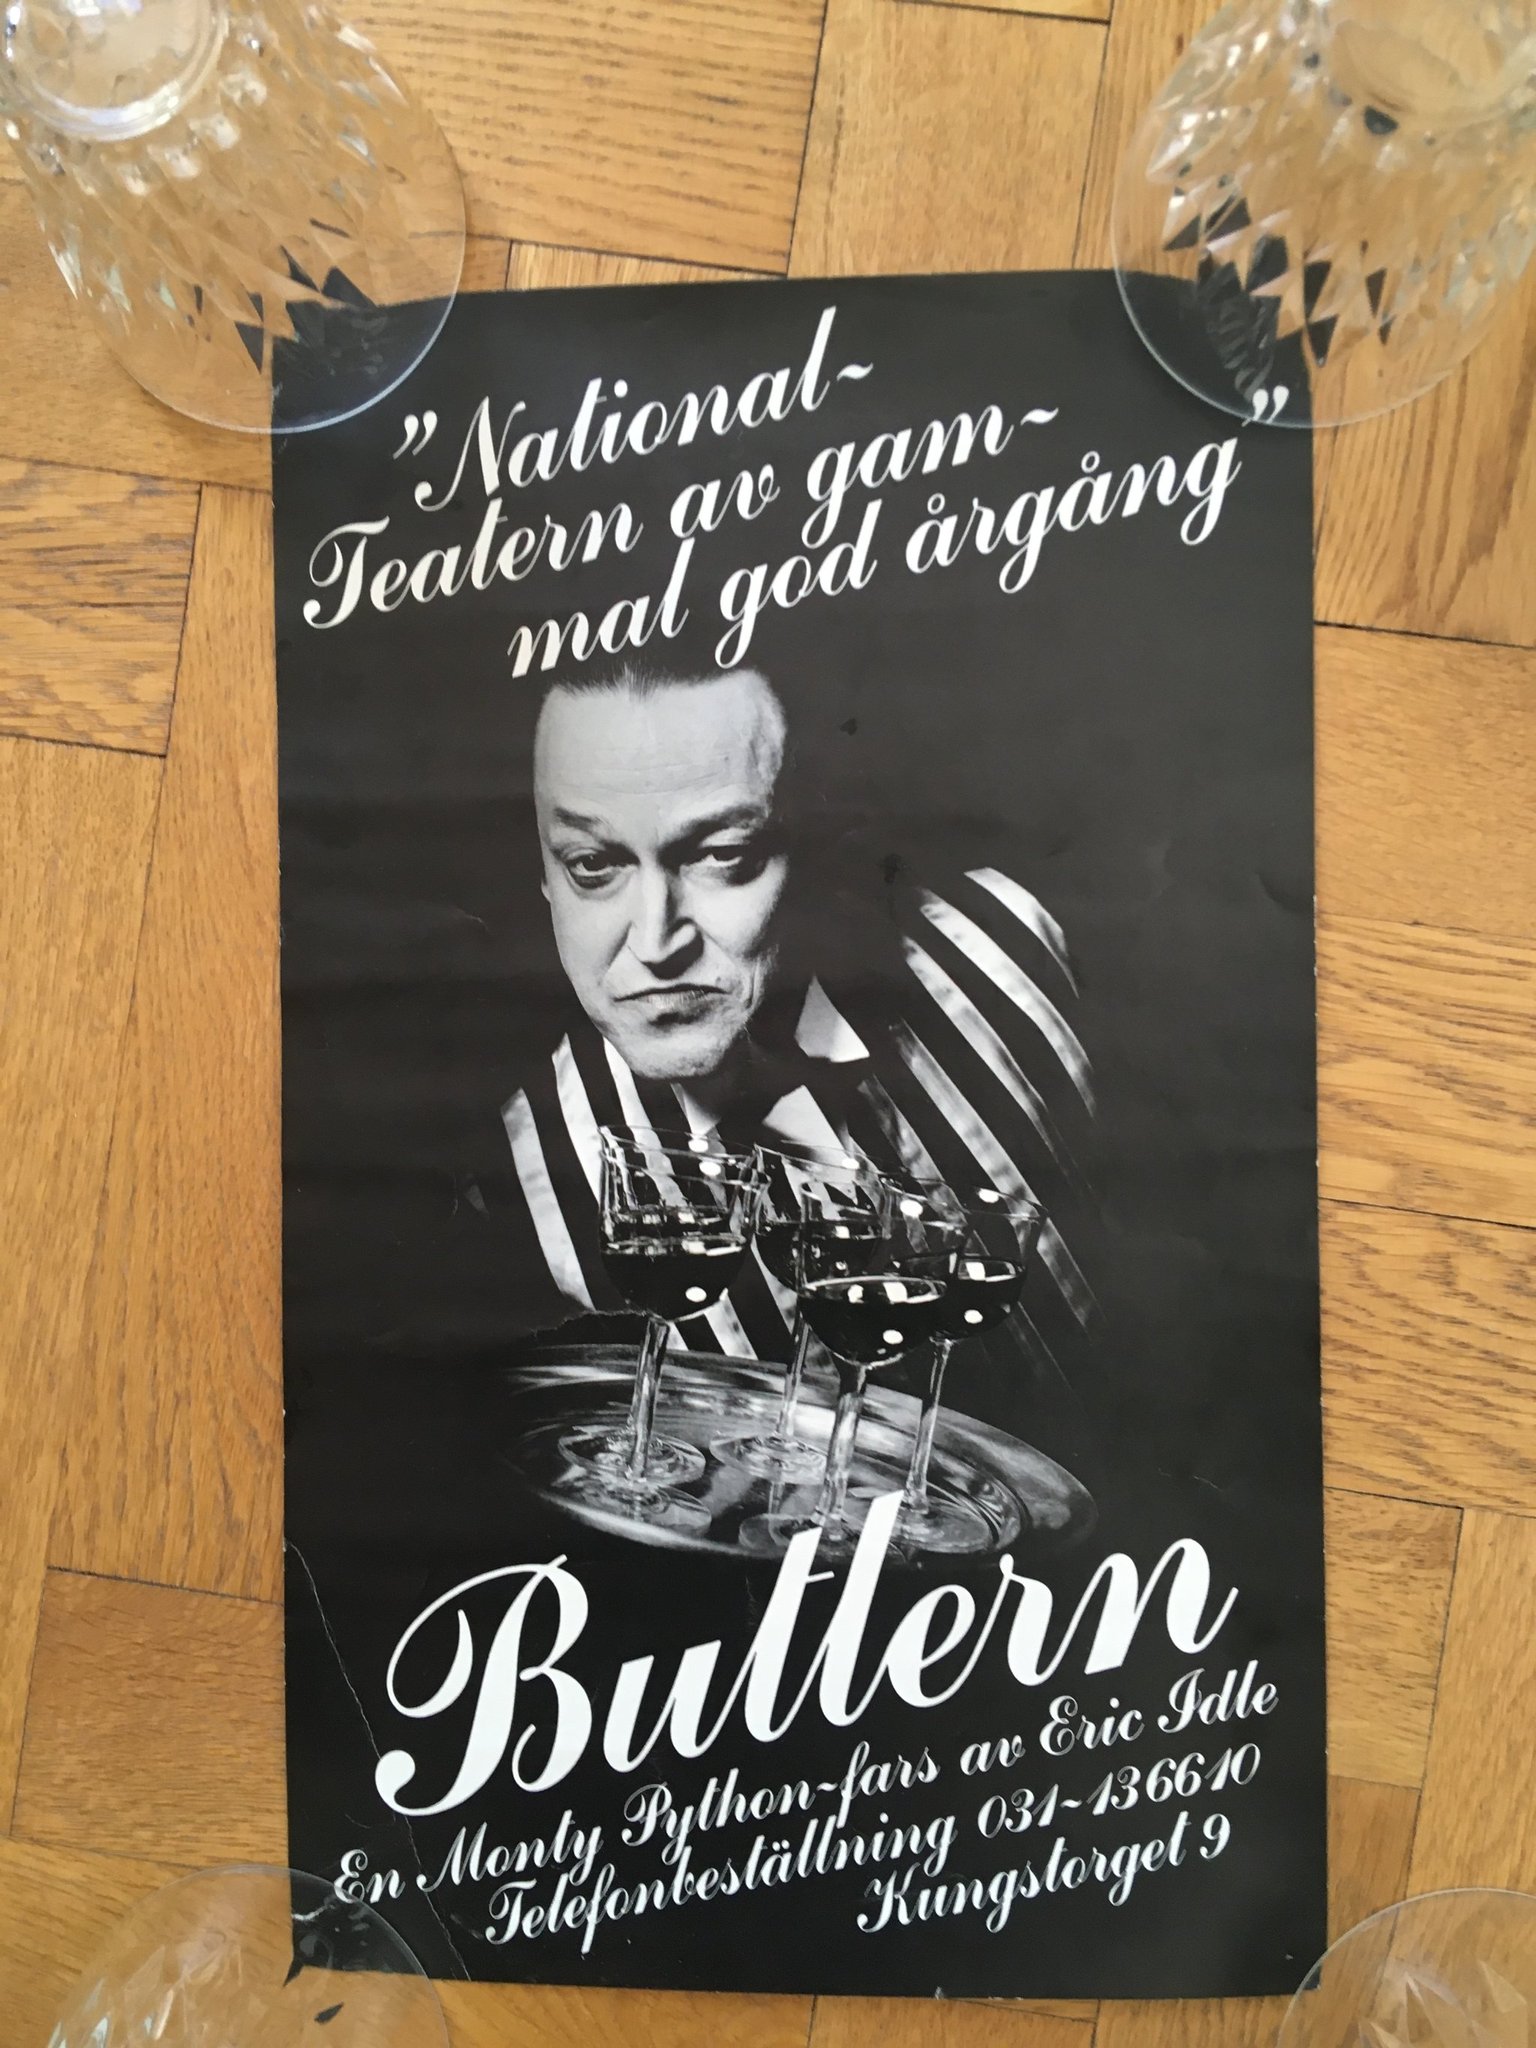 ”National-
Teatern av gam-
mal god årgång”
Butlern
En Monty Python-fars av Eric Idle
Telefonbeställning 031-136610
Kungstorget 9